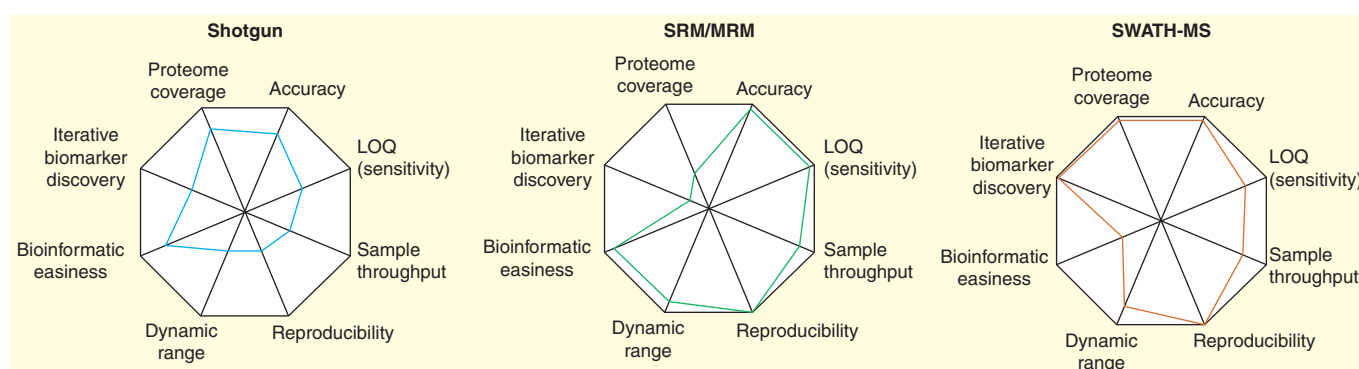 Shotgun
Proteome
coverage
Accuracy
Iterative
biomarker
discovery
LOQ
(sensitivity)
Bioinformatic
easiness
Sample
throughput
Dynamic
range
Reproducibility
SRM/MRM
Proteome
coverage
Accuracy
Iterative
biomarker
discovery
LOQ
(sensitivity)
Bioinformatic
easiness
Sample
throughput
Dynamic
range
Reproducibility
SWATH-MS
Proteome
coverage
Accuracy
Iterative
biomarker
discovery
LOQ
(sensitivity)
Bioinformatic
easiness
Sample
throughput
Dynamic
range
Reproducibility